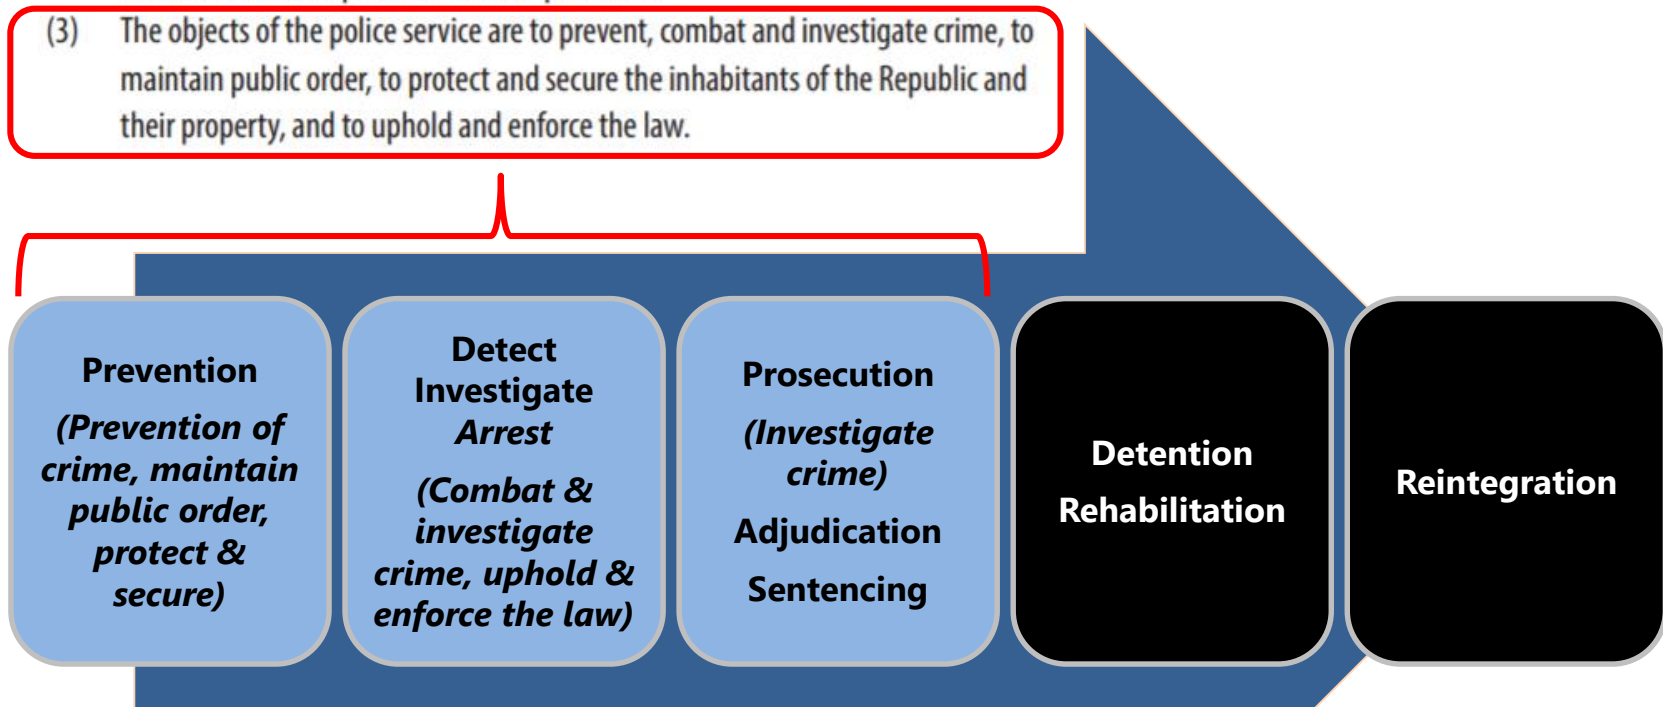 (3) The objects of the police service are to prevent, combat and investigate crime, to
maintain public order, to protect and secure the inhabitants of the Republic and
their property, and to uphold and enforce the law.
Prevention
(Prevention of
crime, maintain
public order,
protect &
secure)
Detect
Investigate
Arrest
(Combat &
investigate
crime, uphold &
enforce the law)
Prosecution
(Investigate
crime)
Adjudication
Sentencing
Detention
Rehabilitation
Reintegration